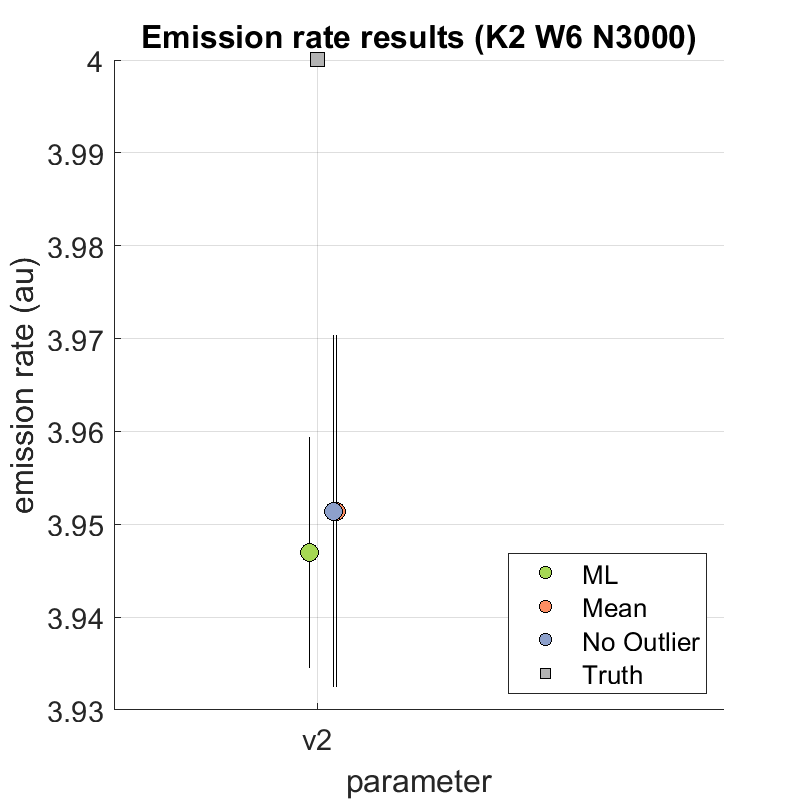 Emission rate results (K2 W6 N3000)
4
3.99
3.98
3.97
3.96
3.95
3.94
3.93
emission rate (au)
v2
parameter
ML
Mean
No Outlier
Truth